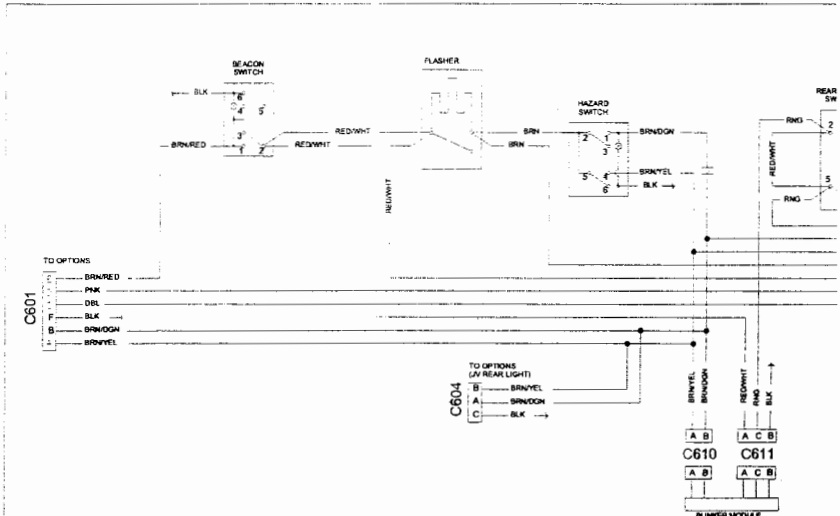 BEACON
SWITCH
BLK
6
4 5
3
1 2
BRN/RED
RED/WHT
RED/WHT
FLASHER
BRN
BRN
HAZARD
SWITCH
2 1
3
5 4
6
BRN/DGN
BRN/YEL
BLK
REAR
SW
RNG
2
RED/WHT
5
RNG
RED/WHT
TO OPTIONS
C601
BRN/RED
PNK
DBL
F BLK
B BRN/DGN
BRN/YEL
TO OPTIONS
(JV REAR LIGHT)
C604
B BRN/YEL
A BRN/DGN
C BLK
BRN/YEL
BRN/DGN
RED/WHT
RNG
BLK
A B
A C B
C610
C611
A B
A C B
BUNKER MODULE